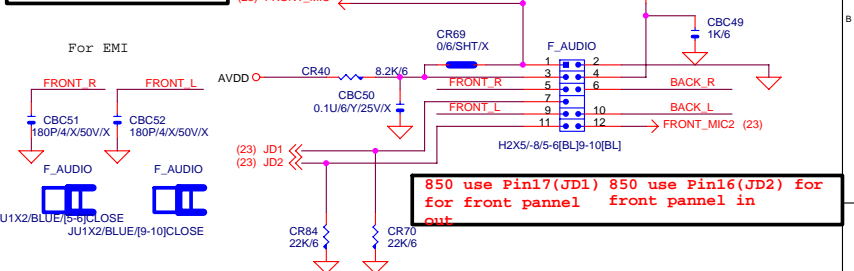 For EMI
FRONT_R
FRONT_L
CBC51
180P/4/X/50V/X
CBC52
180P/4/X/50V/X
F_AUDIO
F_AUDIO
JU1X2/BLUE/[5-6]CLOSE
JU1X2/BLUE/[9-10]CLOSE
AVDD
CR40
8.2K/6
CBC50
0.1U/6/Y/25V/X
CR69
0/6/SHT/X
F_AUDIO
CBC49
1K/6
B
1
2
3
4
FRONT_R
5
6
BACK_R
7
FRONT_L
9
10
BACK_L
11
12
FRONT_MIC2 (23)
H2X5/-8/5-6[BL]9-10[BL]
(23) JD1
(23) JD2
CR84
22K/6
CR70
22K/6
850 use Pin17(JD1) 850 use Pin16(JD2) for
for front pannel front pannel in
out